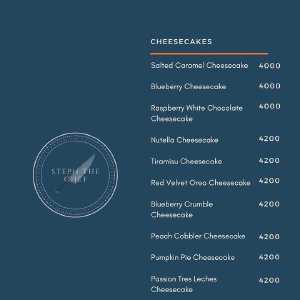 CHEESECAKES
Salted Caramel Cheesecake 4000
Blueberry Cheesecake 4000
Raspberry White Chocolate 4000
Cheesecake
Nutella Cheesecake 4200
Tiramisu Cheesecake 4200
Red Velvet Oreo Cheesecake 4200
Blueberry Crumble 4200
Cheesecake
Peach Cobbler Cheesecake 4200
Pumpkin Pie Cheesecake 4200
Passion Tres Leches 4200
Cheesecake
STEPH THE
CHEF